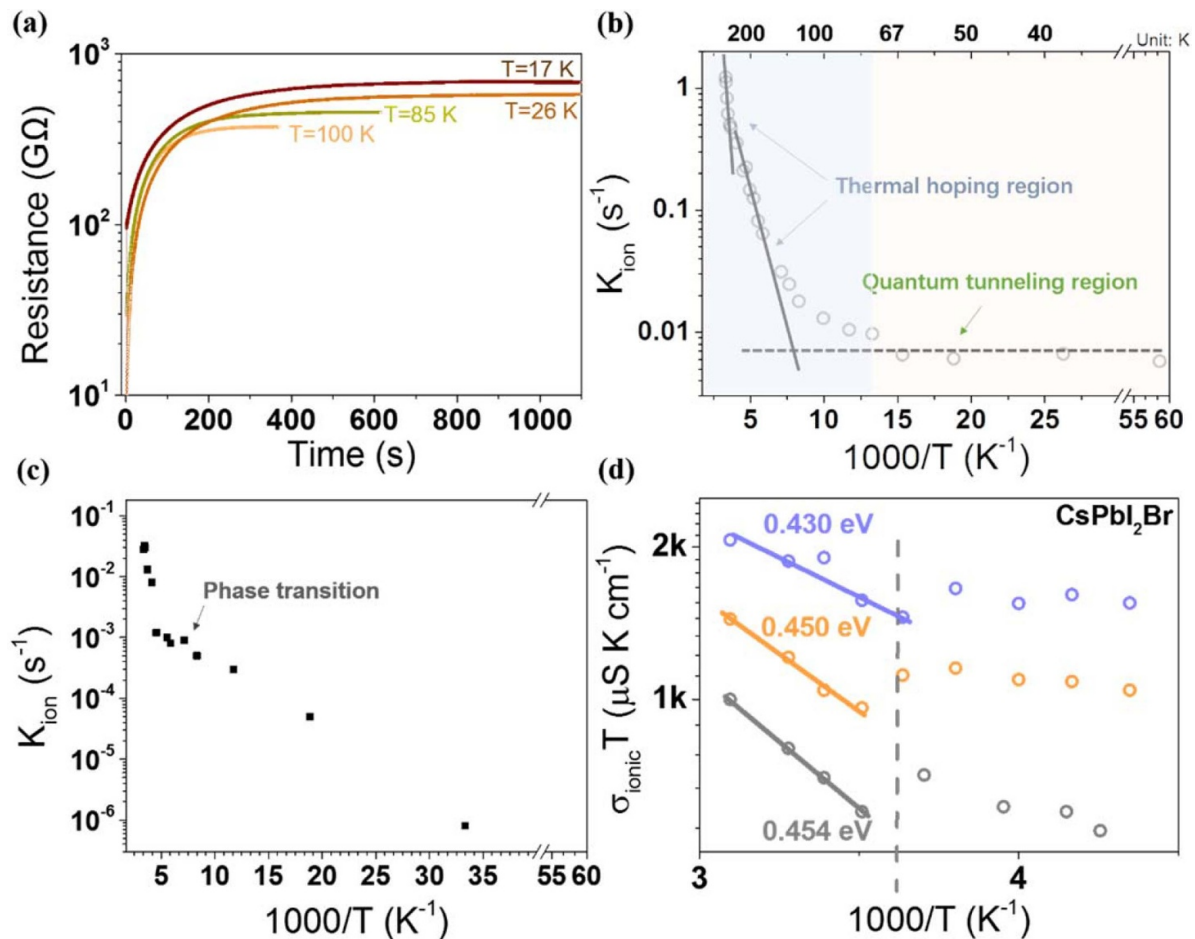 (a)
10³
10²
10¹
Resistance (GΩ)
T=17 K
T=26 K
T=85 K
T=100 K
0 200 400 600 800 1000
Time (s)
(b)
200 100 67 50 40 Unit: K
1
0.1
0.01
K_ion (s⁻¹)
Thermal hoping region
Quantum tunneling region
5 10 15 20 25 55 60
1000/T (K⁻¹)
(c)
10⁻¹
10⁻²
10⁻³
10⁻⁴
10⁻⁵
10⁻⁶
K_ion (s⁻¹)
Phase transition
5 10 15 20 25 30 35 55 60
1000/T (K⁻¹)
(d)
CsPbI₂Br
2k
1k
σ_ionic T (μS K cm⁻¹)
0.430 eV
0.450 eV
0.454 eV
3 4
1000/T (K⁻¹)